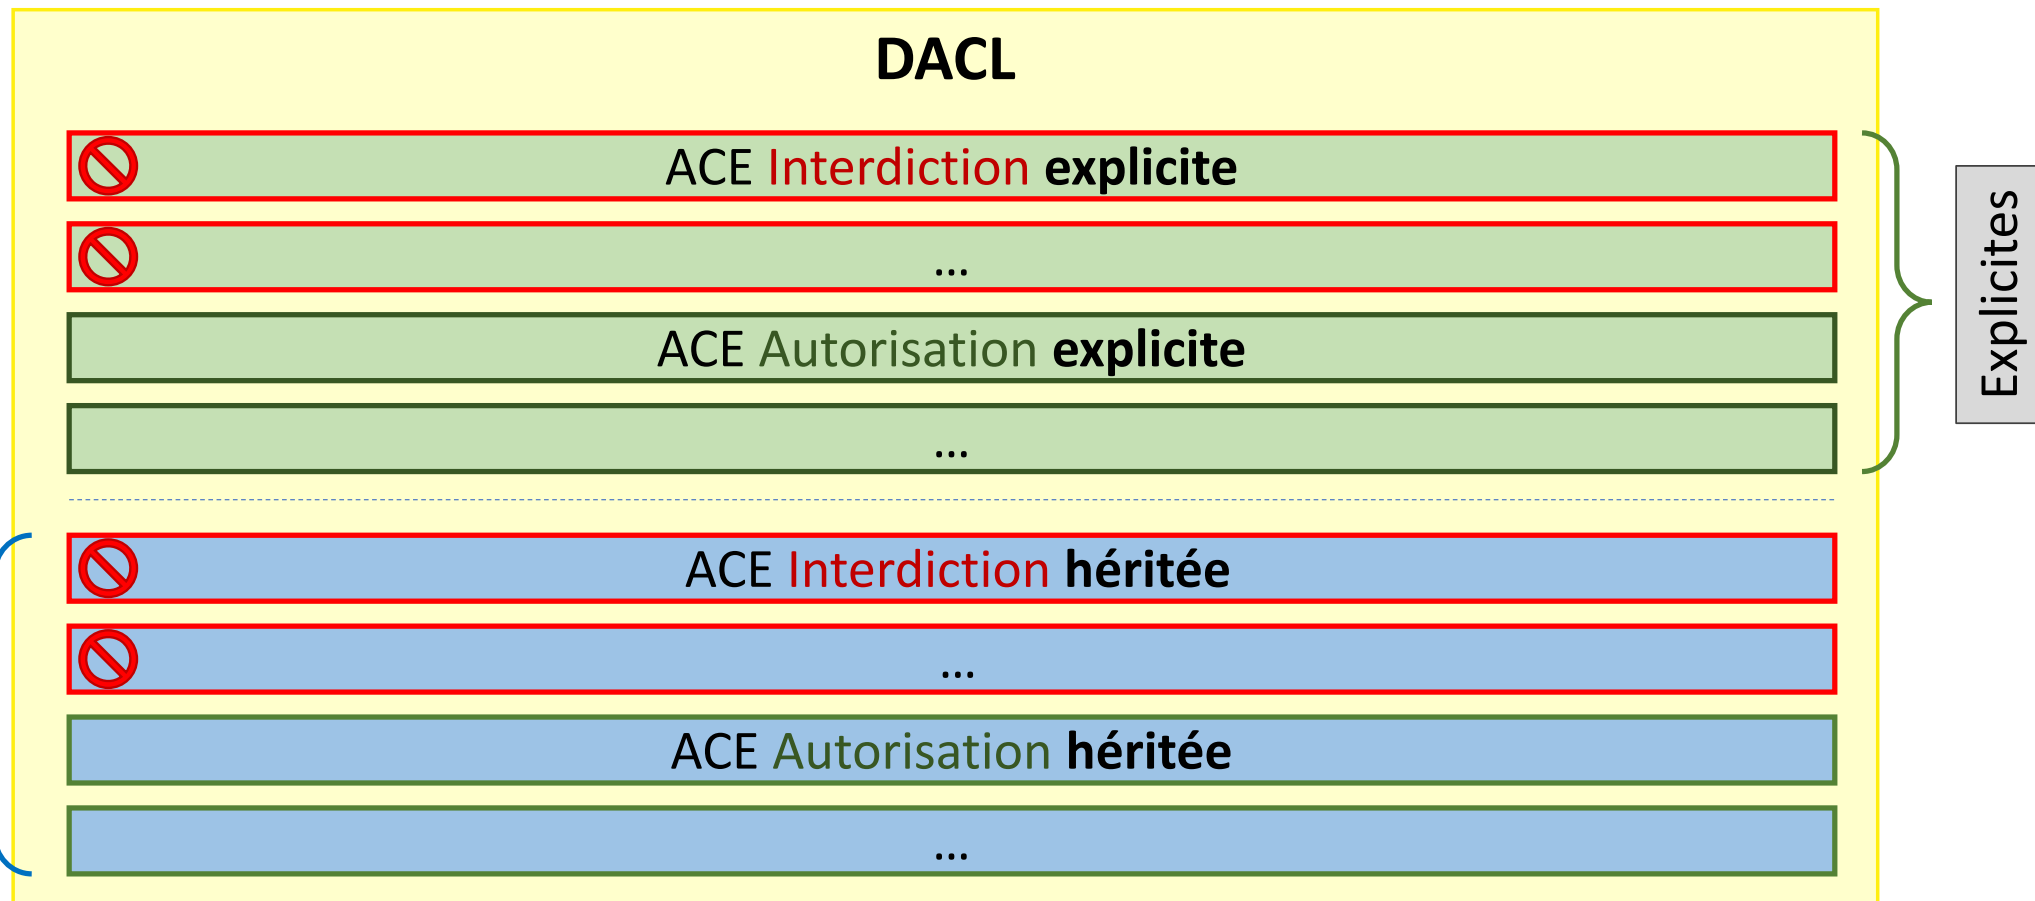 DACL
ACE Interdiction explicite
...
ACE Autorisation explicite
...
Explicites
ACE Interdiction héritée
...
ACE Autorisation héritée
...